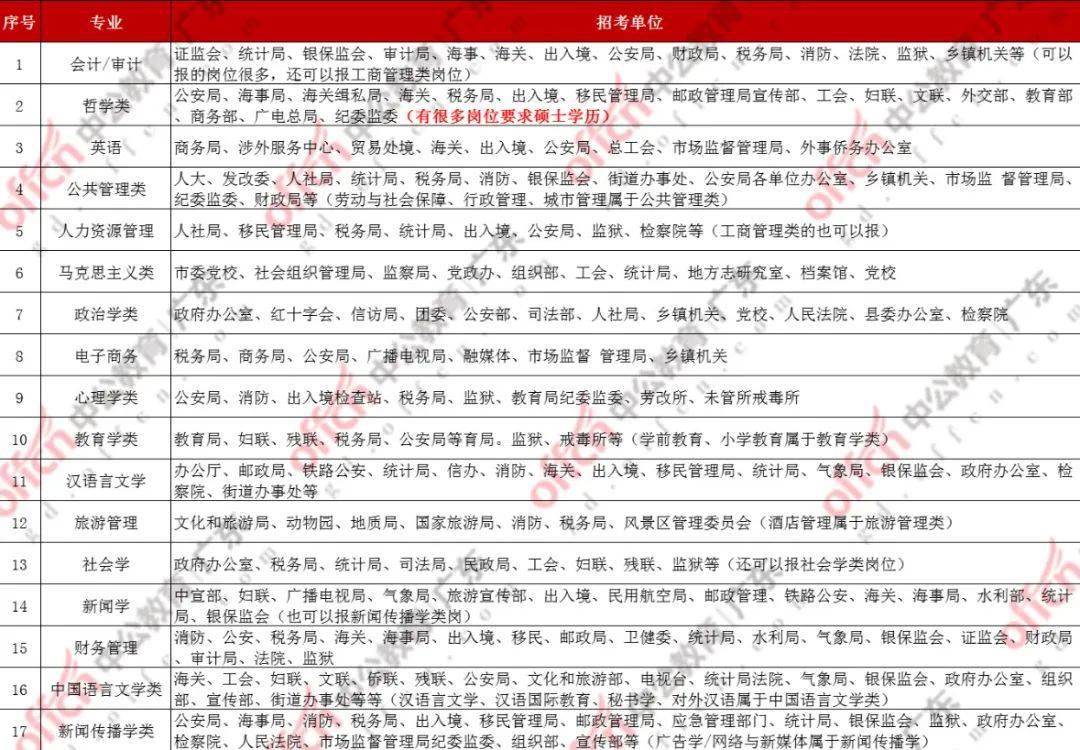 序号 专业 招考单位
1 会计/审计 证监会、统计局、银保监会、审计局、海事、海关、出入境、公安局、财政局、税务局、消防、法院、监狱、乡镇机关等（可以
报的岗位很多，还可以报工商管理类岗位）
2 哲学类 公安局、海事局、海关缉私局、海关、税务局、出入境、移民管理局、邮政管理局宣传部、工会、妇联、文联、外交部、教育部
、商务部、广电总局、纪委监委（有很多岗位要求硕士学历）
3 英语 商务局、涉外服务中心、贸易处境、海关、出入境、公安局、总工会、市场监督管理局、外事侨务办公室
4 公共管理类 人大、发改委、人社局、统计局、税务局、消防、银保监会、街道办事处、公安局各单位办公室、乡镇机关、市场监 督管理局、
纪委监委、财政局等（劳动与社会保障、行政管理、城市管理属于公共管理类）
5 人力资源管理 人社局、移民管理局、税务局、统计局、出入境、公安局、监狱、检察院等（工商管理类的也可以报）
6 马克思主义类 市委党校、社会组织管理局、监察局、党政办、组织部、工会、统计局、地方志研究室、档案馆、党校
7 政治学类 政府办公室、红十字会、信访局、团委、公安部、司法部、人社局、乡镇机关、党校、人民法院、县委办公室、检察院
8 电子商务 税务局、商务局、公安局、广播电视局、融媒体、市场监督 管理局、乡镇机关
9 心理学类 公安局、消防、出入境检查站、税务局、监狱、教育局纪委监委、劳改所、未管所戒毒所
10 教育学类 教育局、妇联、残联、税务局、公安局等育局。监狱、戒毒所等（学前教育、小学教育属于教育学类）
11 汉语言文学 办公厅、邮政局、铁路公安、统计局、信办、消防、海关、出入境、移民管理局、统计局、气象局、银保监会、政府办公室、检
察院、街道办事处等
12 旅游管理 文化和旅游局、动物园、地质局、国家旅游局、消防、税务局、风景区管理委员会（酒店管理属于旅游管理类）
13 社会学 政府办公室、税务局、统计局、司法局、民政局、工会、妇联、残联、监狱等（还可以报社会学类岗位）
14 新闻学 中宣部、妇联、广播电视局、气象局、旅游宣传部、出入境、民用航空局、邮政管理、铁路公安、海关、海事局、水利部、统计
局、银保监会（也可以报新闻传播学类岗）
15 财务管理 消防、公安、税务局、海关、海事局、出入境、移民、邮政局、卫健委、统计局、水利局、气象局、银保监会、证监会、财政局
、审计局、法院、监狱
16 中国语言文学类 海关、工会、妇联、文联、侨联、残联、公安局、文化和旅游部、电视台、统计局法院、气象局、银保监会、政府办公室、组织
部、宣传部、街道办事处等等（汉语言文学、汉语国际教育、秘书学、对外汉语属于中国语言文学类）
17 新闻传播学类 公安局、海事局、消防、税务局、出入境、移民管理局、邮政管理局、应急管理部门、统计局、银保监会、监狱、政府办公室、
检察院、人民法院、市场监督管理局纪委监委、组织部、宣传部等（广告学/网络与新媒体属于新闻传播学）
offcn 中公教育 广东
gd.offcn.com